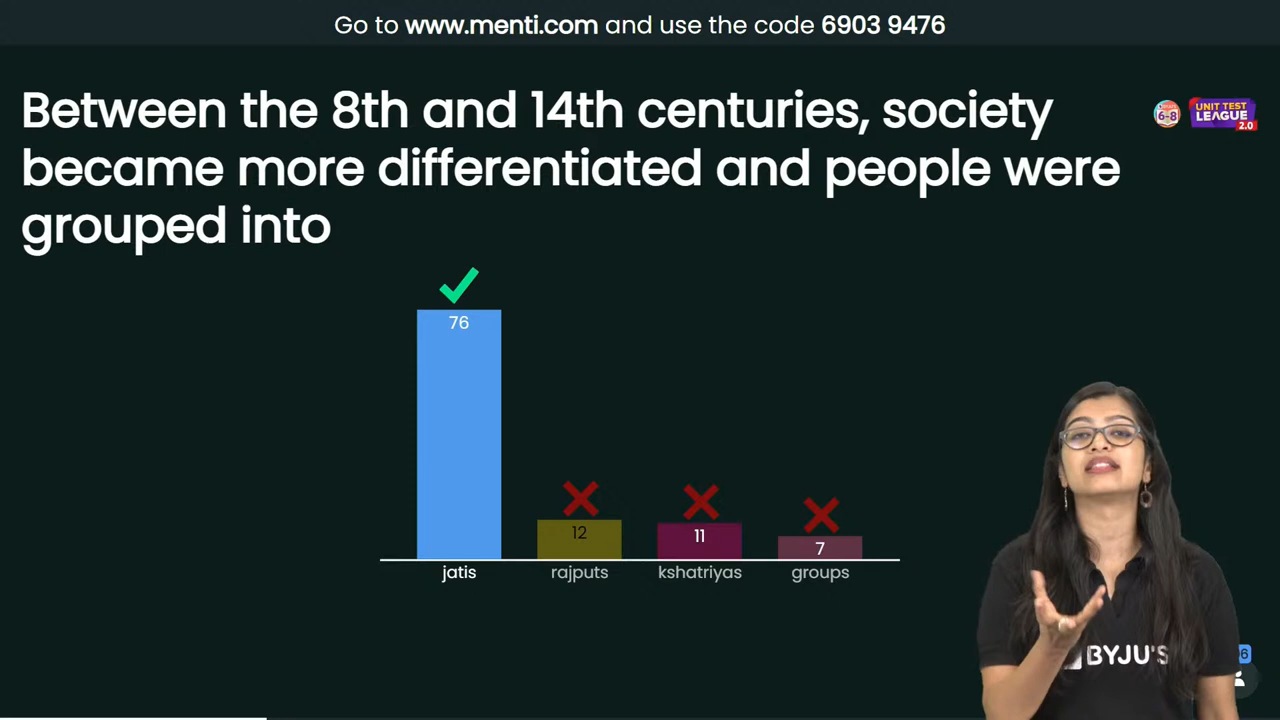 Go to www.menti.com and use the code 6903 9476
Between the 8th and 14th centuries, society
became more differentiated and people were
grouped into
6-8
UNIT TEST
LEAGUE
2.0
76
12
11
7
jatis
rajputs
kshatriyas
groups
BYJU'S